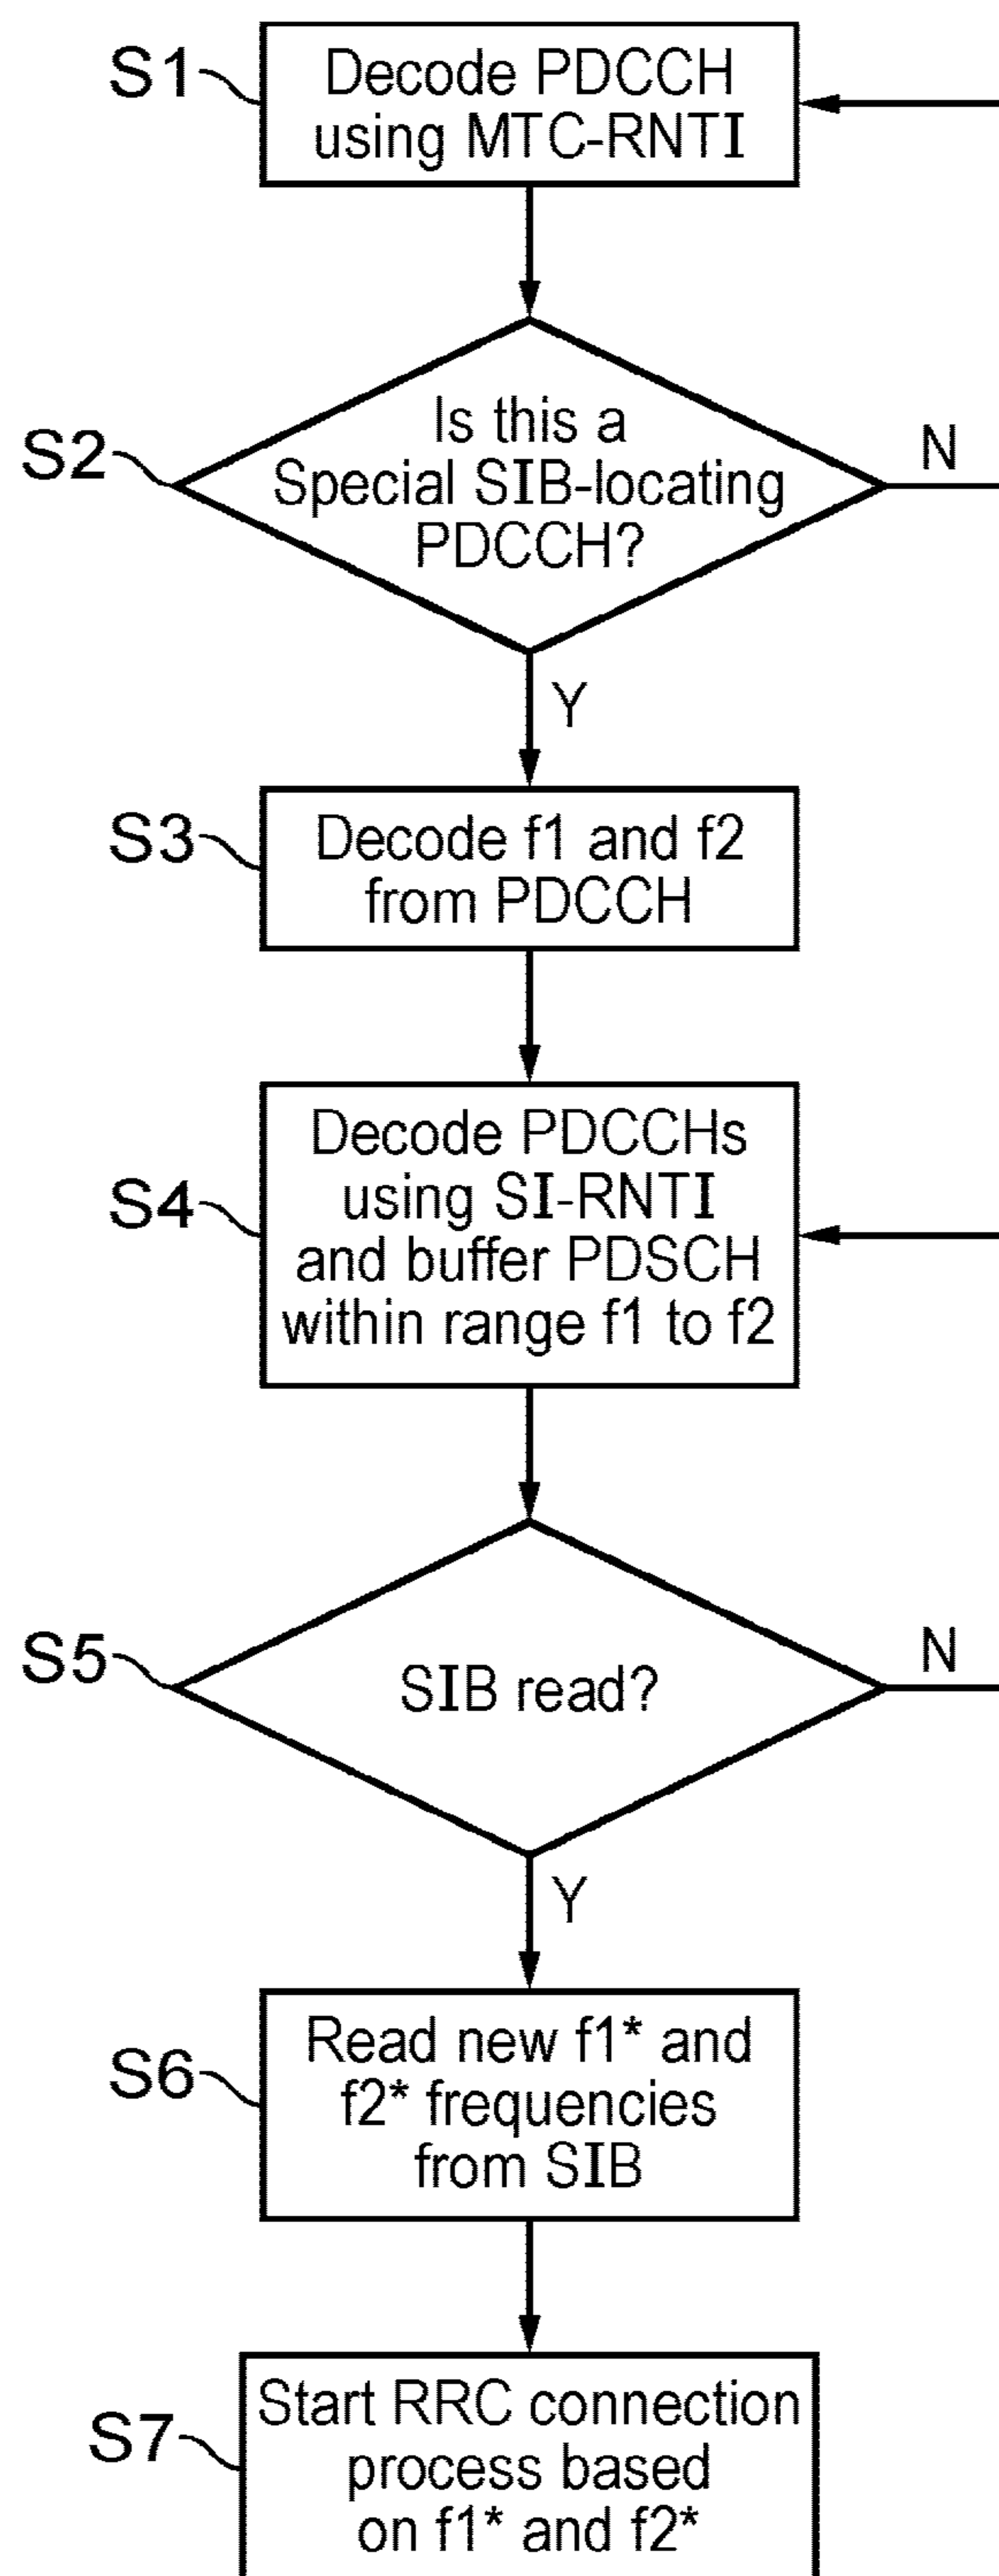 S1
Decode PDCCH
using MTC-RNTI
S2
Is this a
Special SIB-locating
PDCCH?
N
Y
S3
Decode f1 and f2
from PDCCH
S4
Decode PDCCHs
using SI-RNTI
and buffer PDSCH
within range f1 to f2
S5
SIB read?
N
Y
S6
Read new f1* and
f2* frequencies
from SIB
S7
Start RRC connection
process based
on f1* and f2*